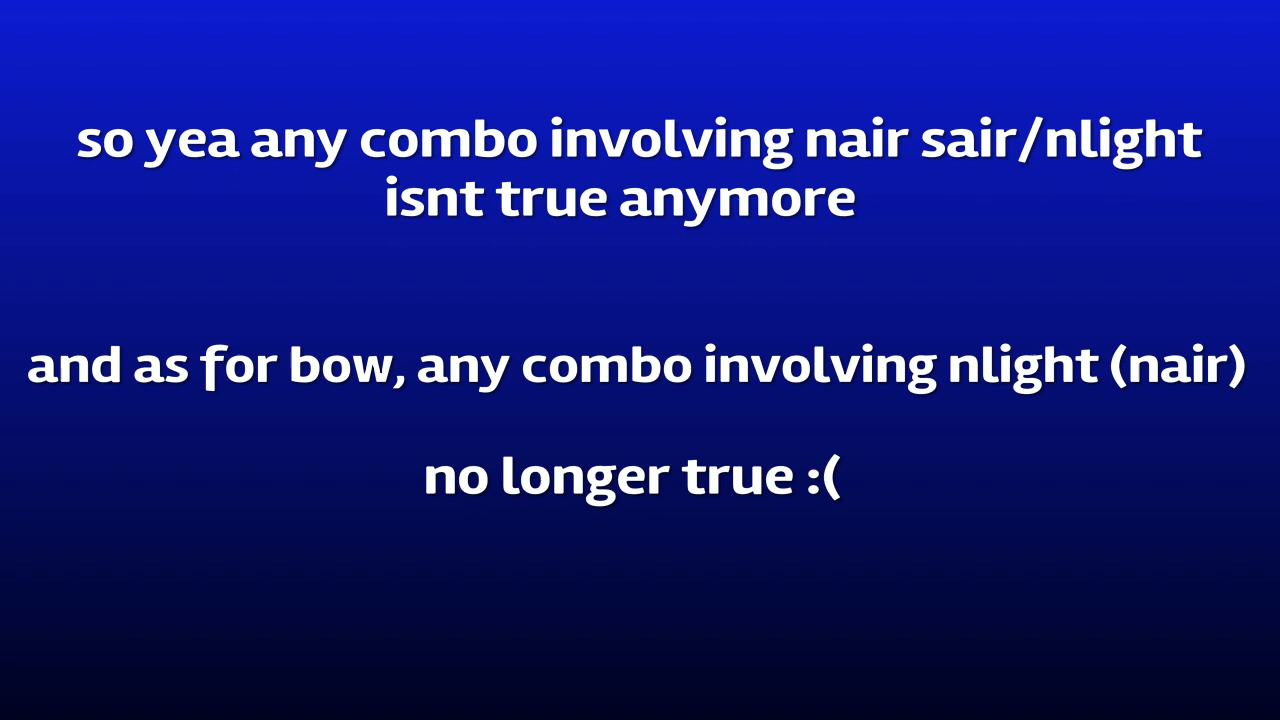 so yea any combo involving nair sair/nlight
isnt true anymore
and as for bow, any combo involving nlight (nair)
no longer true :(